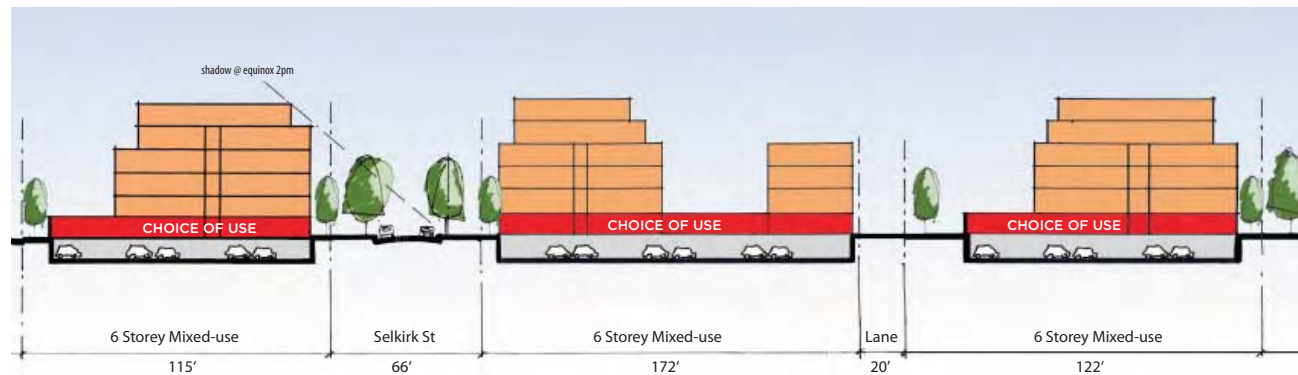 shadow @ equinox 2pm
CHOICE OF USE
CHOICE OF USE
CHOICE OF USE
6 Storey Mixed-use
Selkirk St
6 Storey Mixed-use
Lane
6 Storey Mixed-use
115’
66’
172’
20’
122’